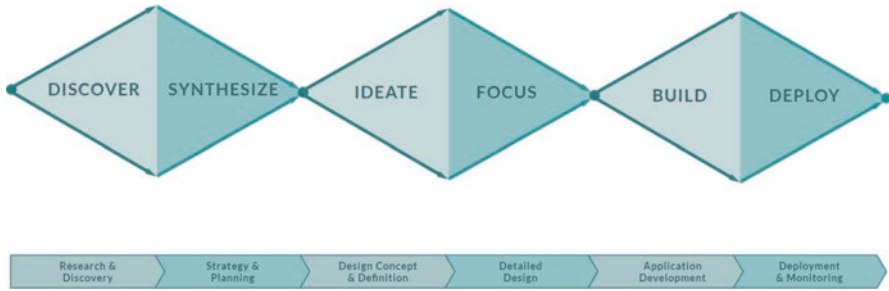 DISCOVER SYNTHESIZE IDEATE FOCUS BUILD DEPLOY
Research &
Discovery
Strategy &
Planning
Design Concept
& Definition
Detailed
Design
Application
Development
Deployment
& Monitoring